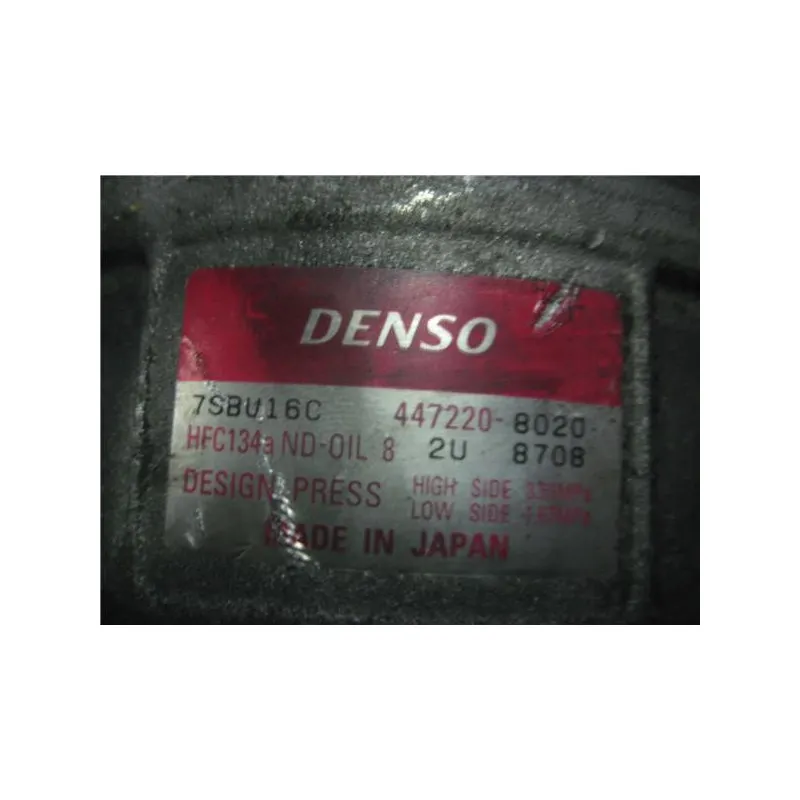 DENSO
7SBU16C 447220-8020
HFC134a ND-OIL 8 2U 8708
DESIGN PRESS HIGH SIDE
LOW SIDE
MADE IN JAPAN